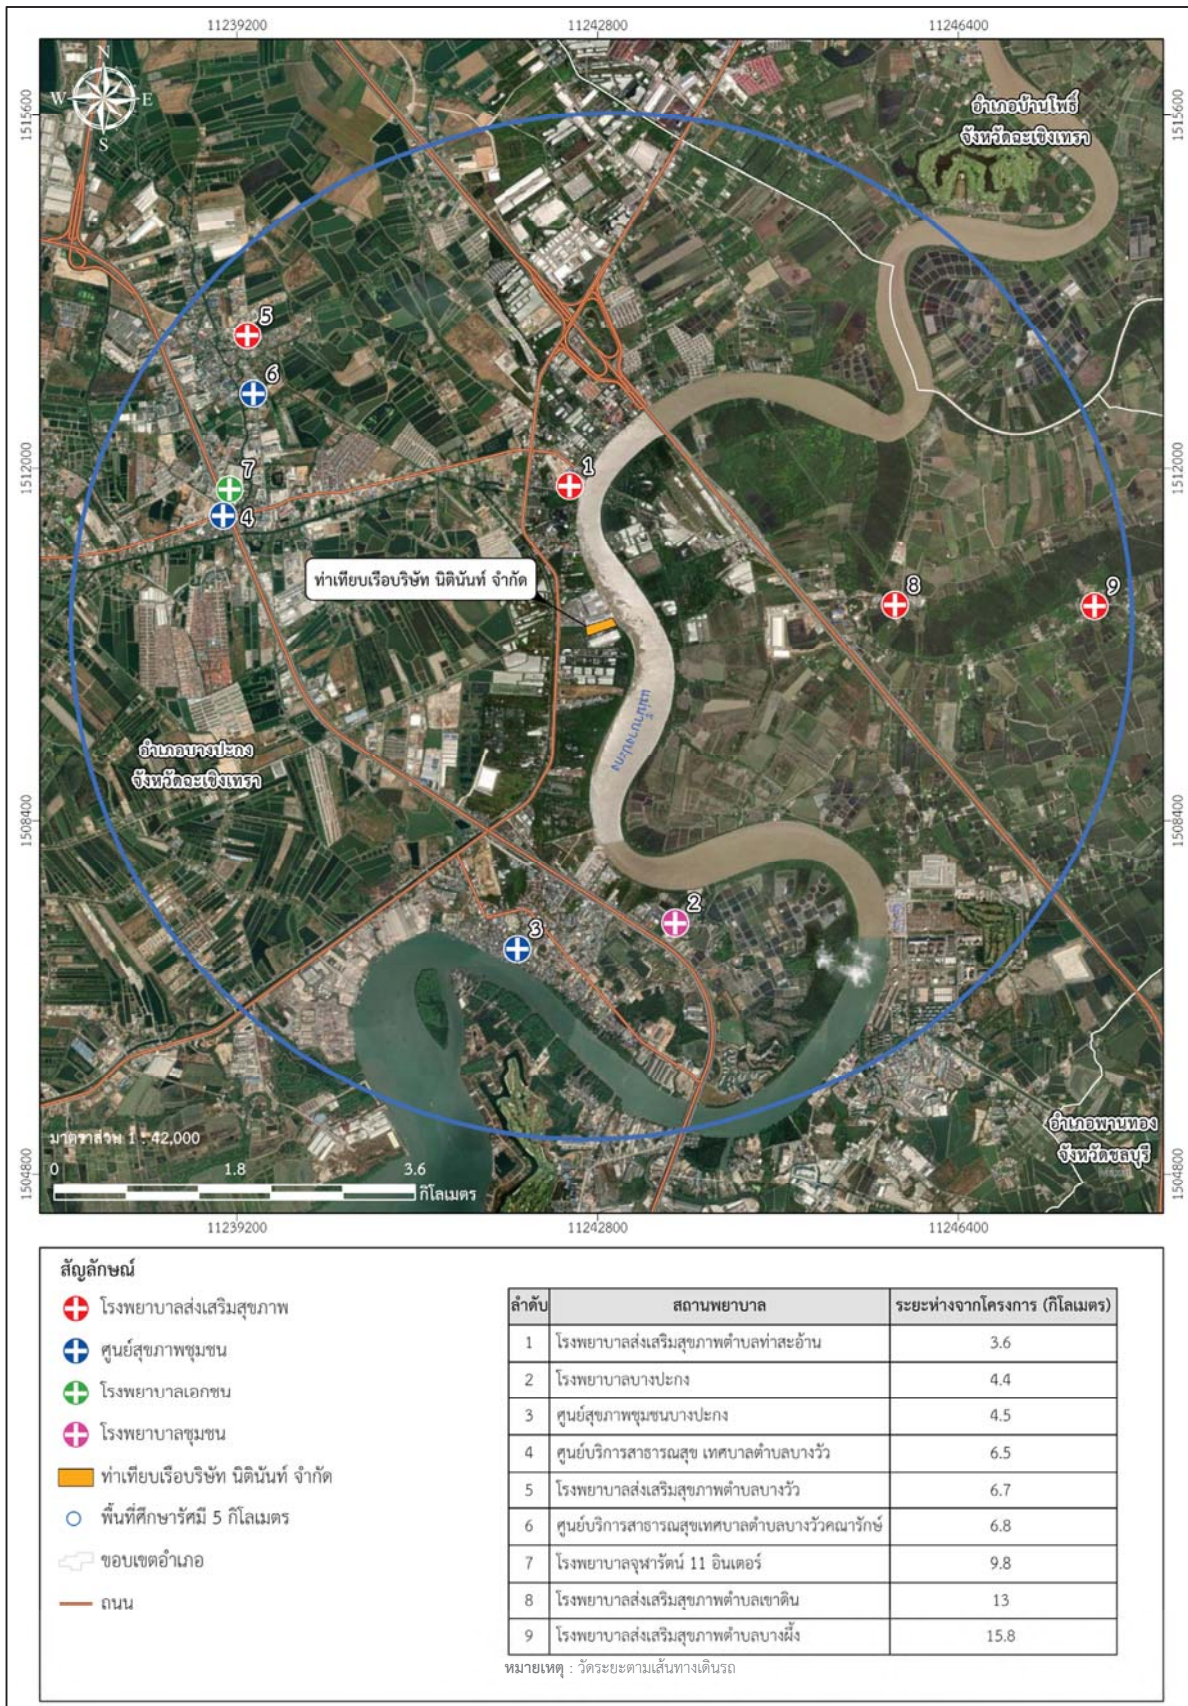 11239200 11242800 11246400
N
W E
S
1515600 1515600
อำเภอบ้านโพธิ์
จังหวัดฉะเชิงเทรา
5
6
1512000 1512000
7
1
4
ท่าเทียบเรือบริษัท นิตินันท์ จำกัด
8
9
แม่น้ำบางปะกง
อำเภอบางปะกง
จังหวัดฉะเชิงเทรา
1508400 1508400
2
3
อำเภอพานทอง
จังหวัดชลบุรี
มาตราส่วน 1 : 42,000
0 1.8 3.6
กิโลเมตร
1504800 1504800
11239200 11242800 11246400
สัญลักษณ์
โรงพยาบาลส่งเสริมสุขภาพ
ศูนย์สุขภาพชุมชน
โรงพยาบาลเอกชน
โรงพยาบาลชุมชน
ท่าเทียบเรือบริษัท นิตินันท์ จำกัด
พื้นที่ศึกษารัศมี 5 กิโลเมตร
ขอบเขตอำเภอ
ถนน
ลำดับ สถานพยาบาล ระยะห่างจากโครงการ (กิโลเมตร)
1 โรงพยาบาลส่งเสริมสุขภาพตำบลท่าสะอ้าน 3.6
2 โรงพยาบาลบางปะกง 4.4
3 ศูนย์สุขภาพชุมชนบางปะกง 4.5
4 ศูนย์บริการสาธารณสุข เทศบาลตำบลบางวัว 6.5
5 โรงพยาบาลส่งเสริมสุขภาพตำบลบางวัว 6.7
6 ศูนย์บริการสาธารณสุขเทศบาลตำบลบางวัวคณารักษ์ 6.8
7 โรงพยาบาลจุฬารัตน์ 11 อินเตอร์ 9.8
8 โรงพยาบาลส่งเสริมสุขภาพตำบลเขาดิน 13
9 โรงพยาบาลส่งเสริมสุขภาพตำบลบางผึ้ง 15.8
หมายเหตุ : วัดระยะตามเส้นทางเดินรถ